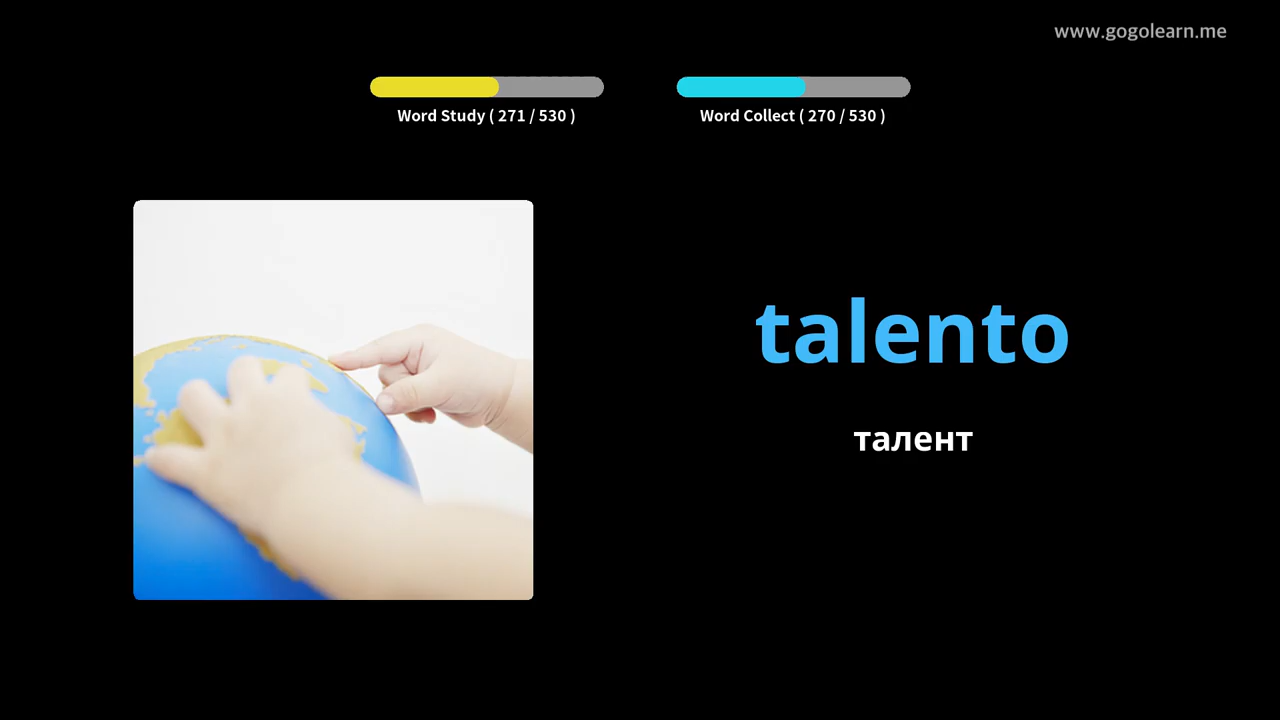 www.gogolearn.me
Word Study ( 271 / 530 )
Word Collect ( 270 / 530 )
talento
талент